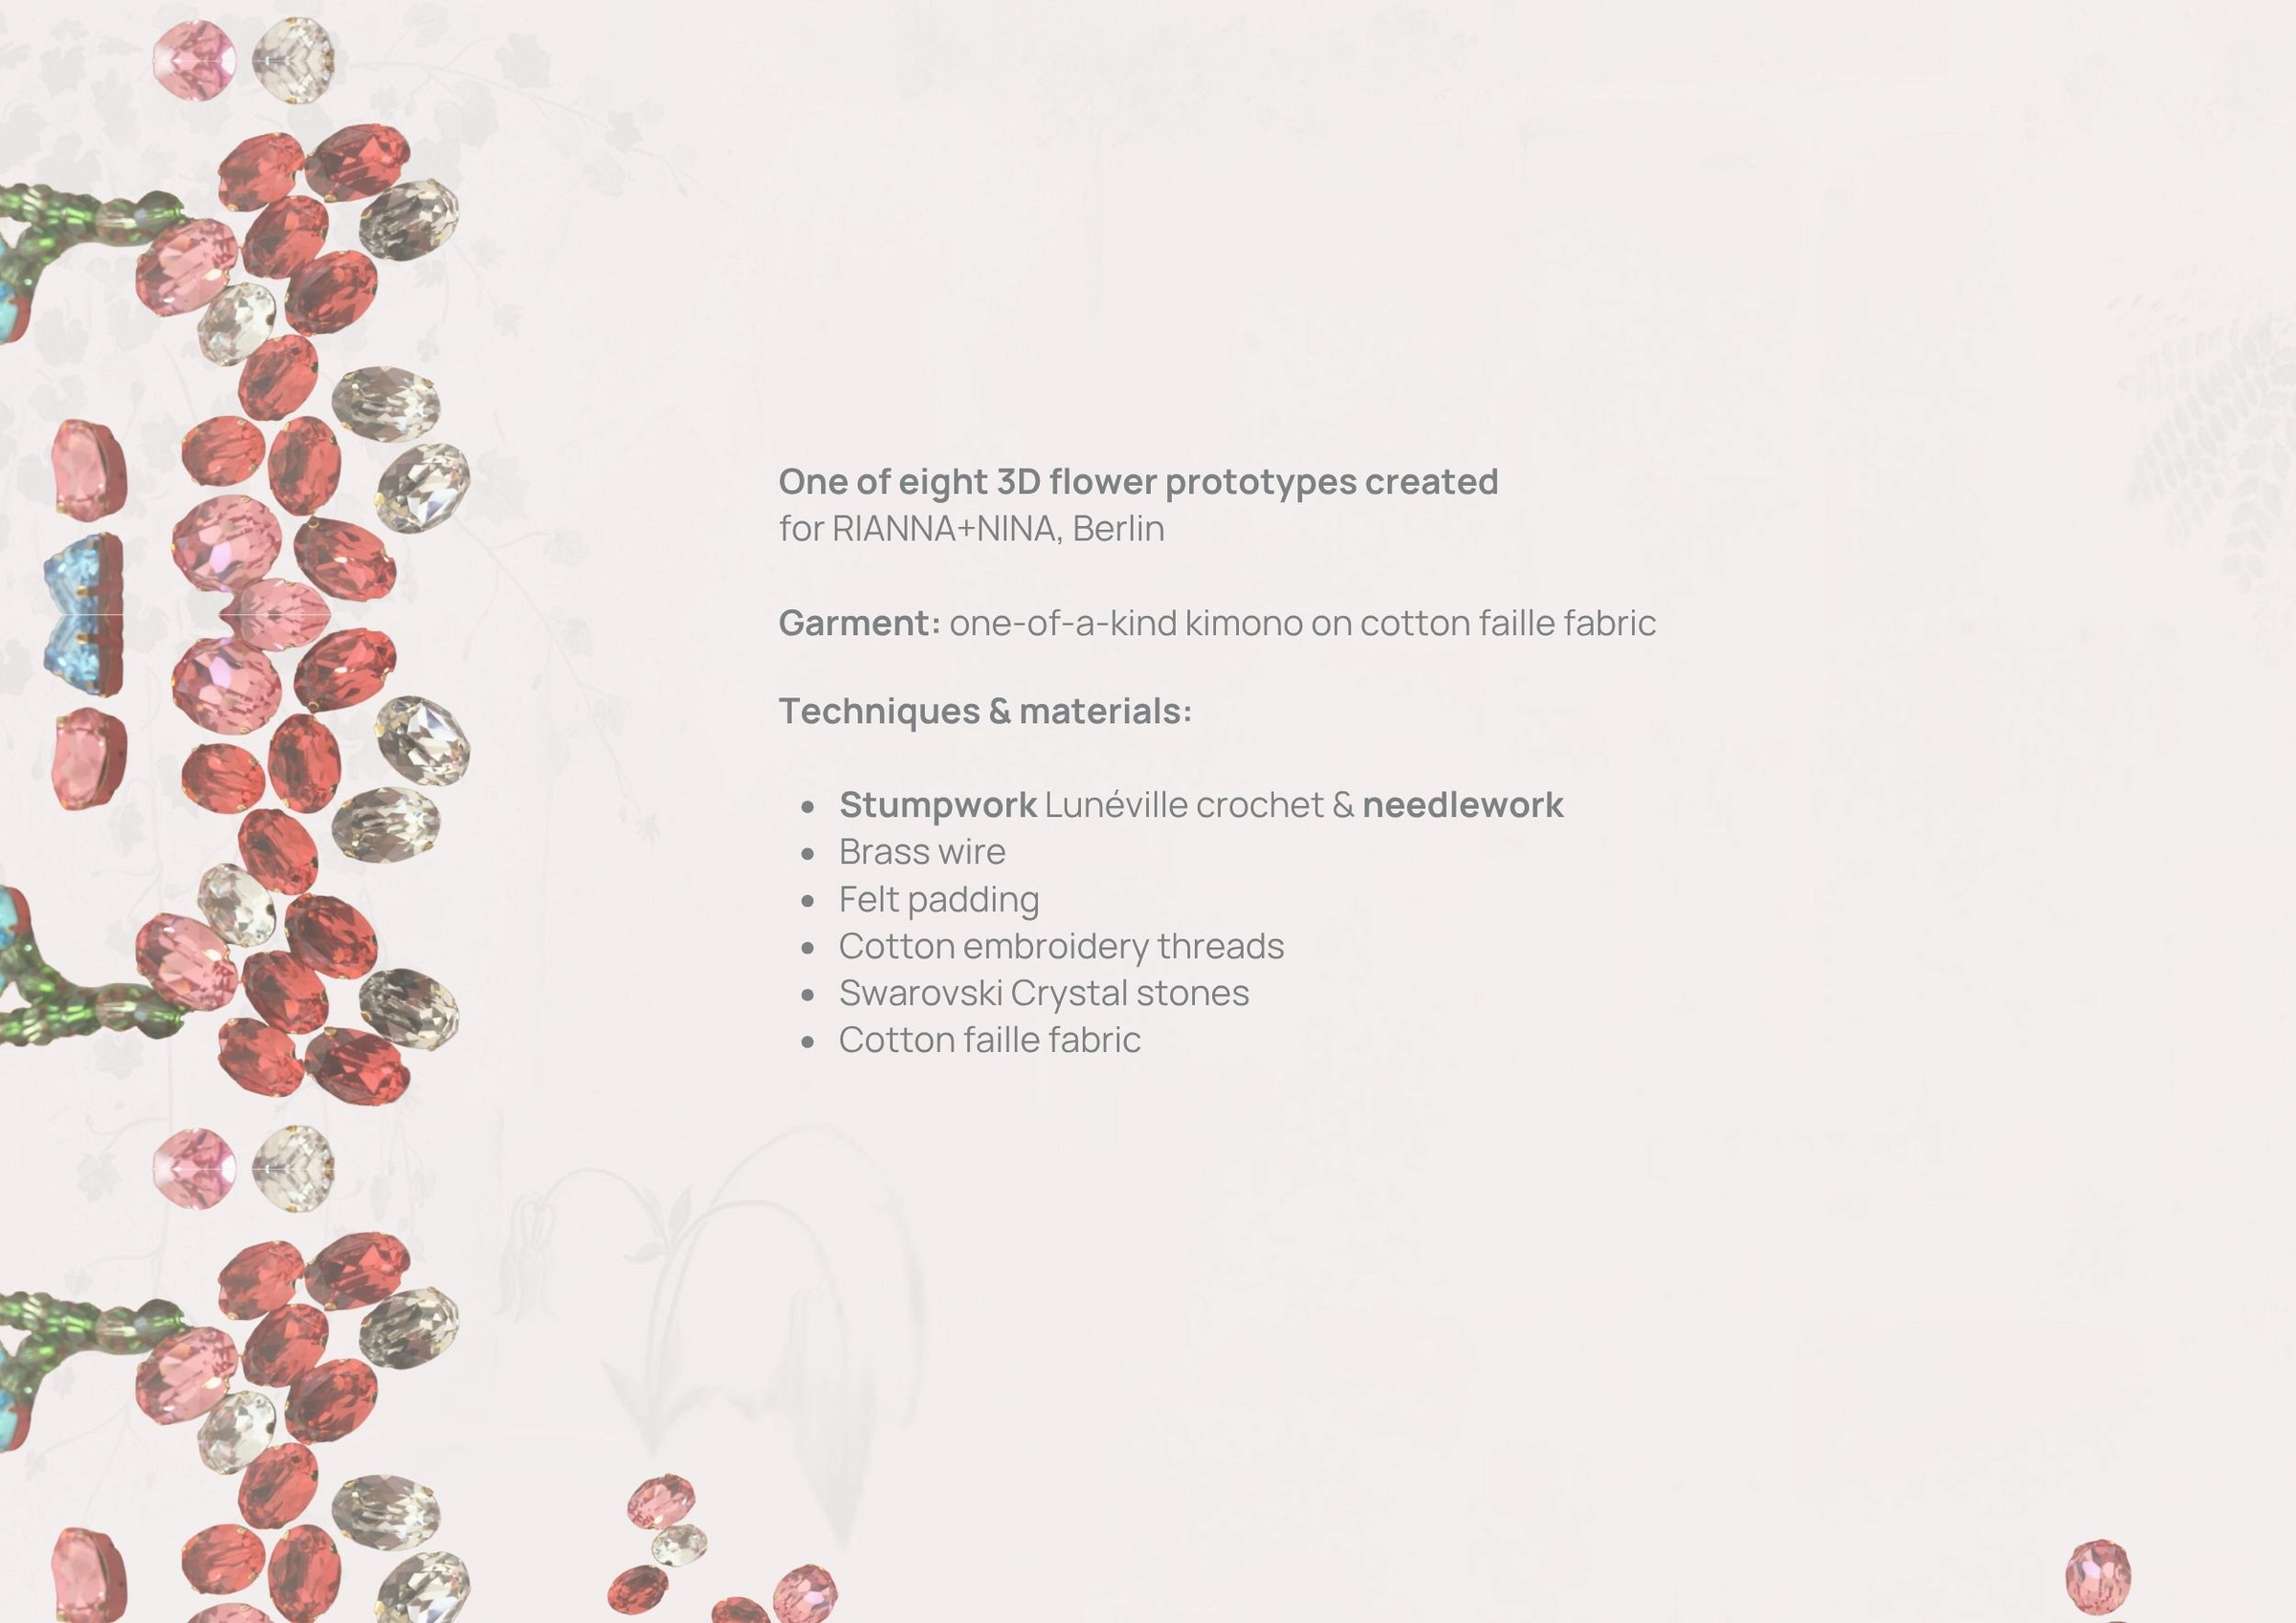 One of eight 3D flower prototypes created
for RIANNA+NINA, Berlin
Garment: one-of-a-kind kimono on cotton faille fabric
Techniques & materials:
• Stumpwork Lunéville crochet & needlework
• Brass wire
• Felt padding
• Cotton embroidery threads
• Swarovski Crystal stones
• Cotton faille fabric